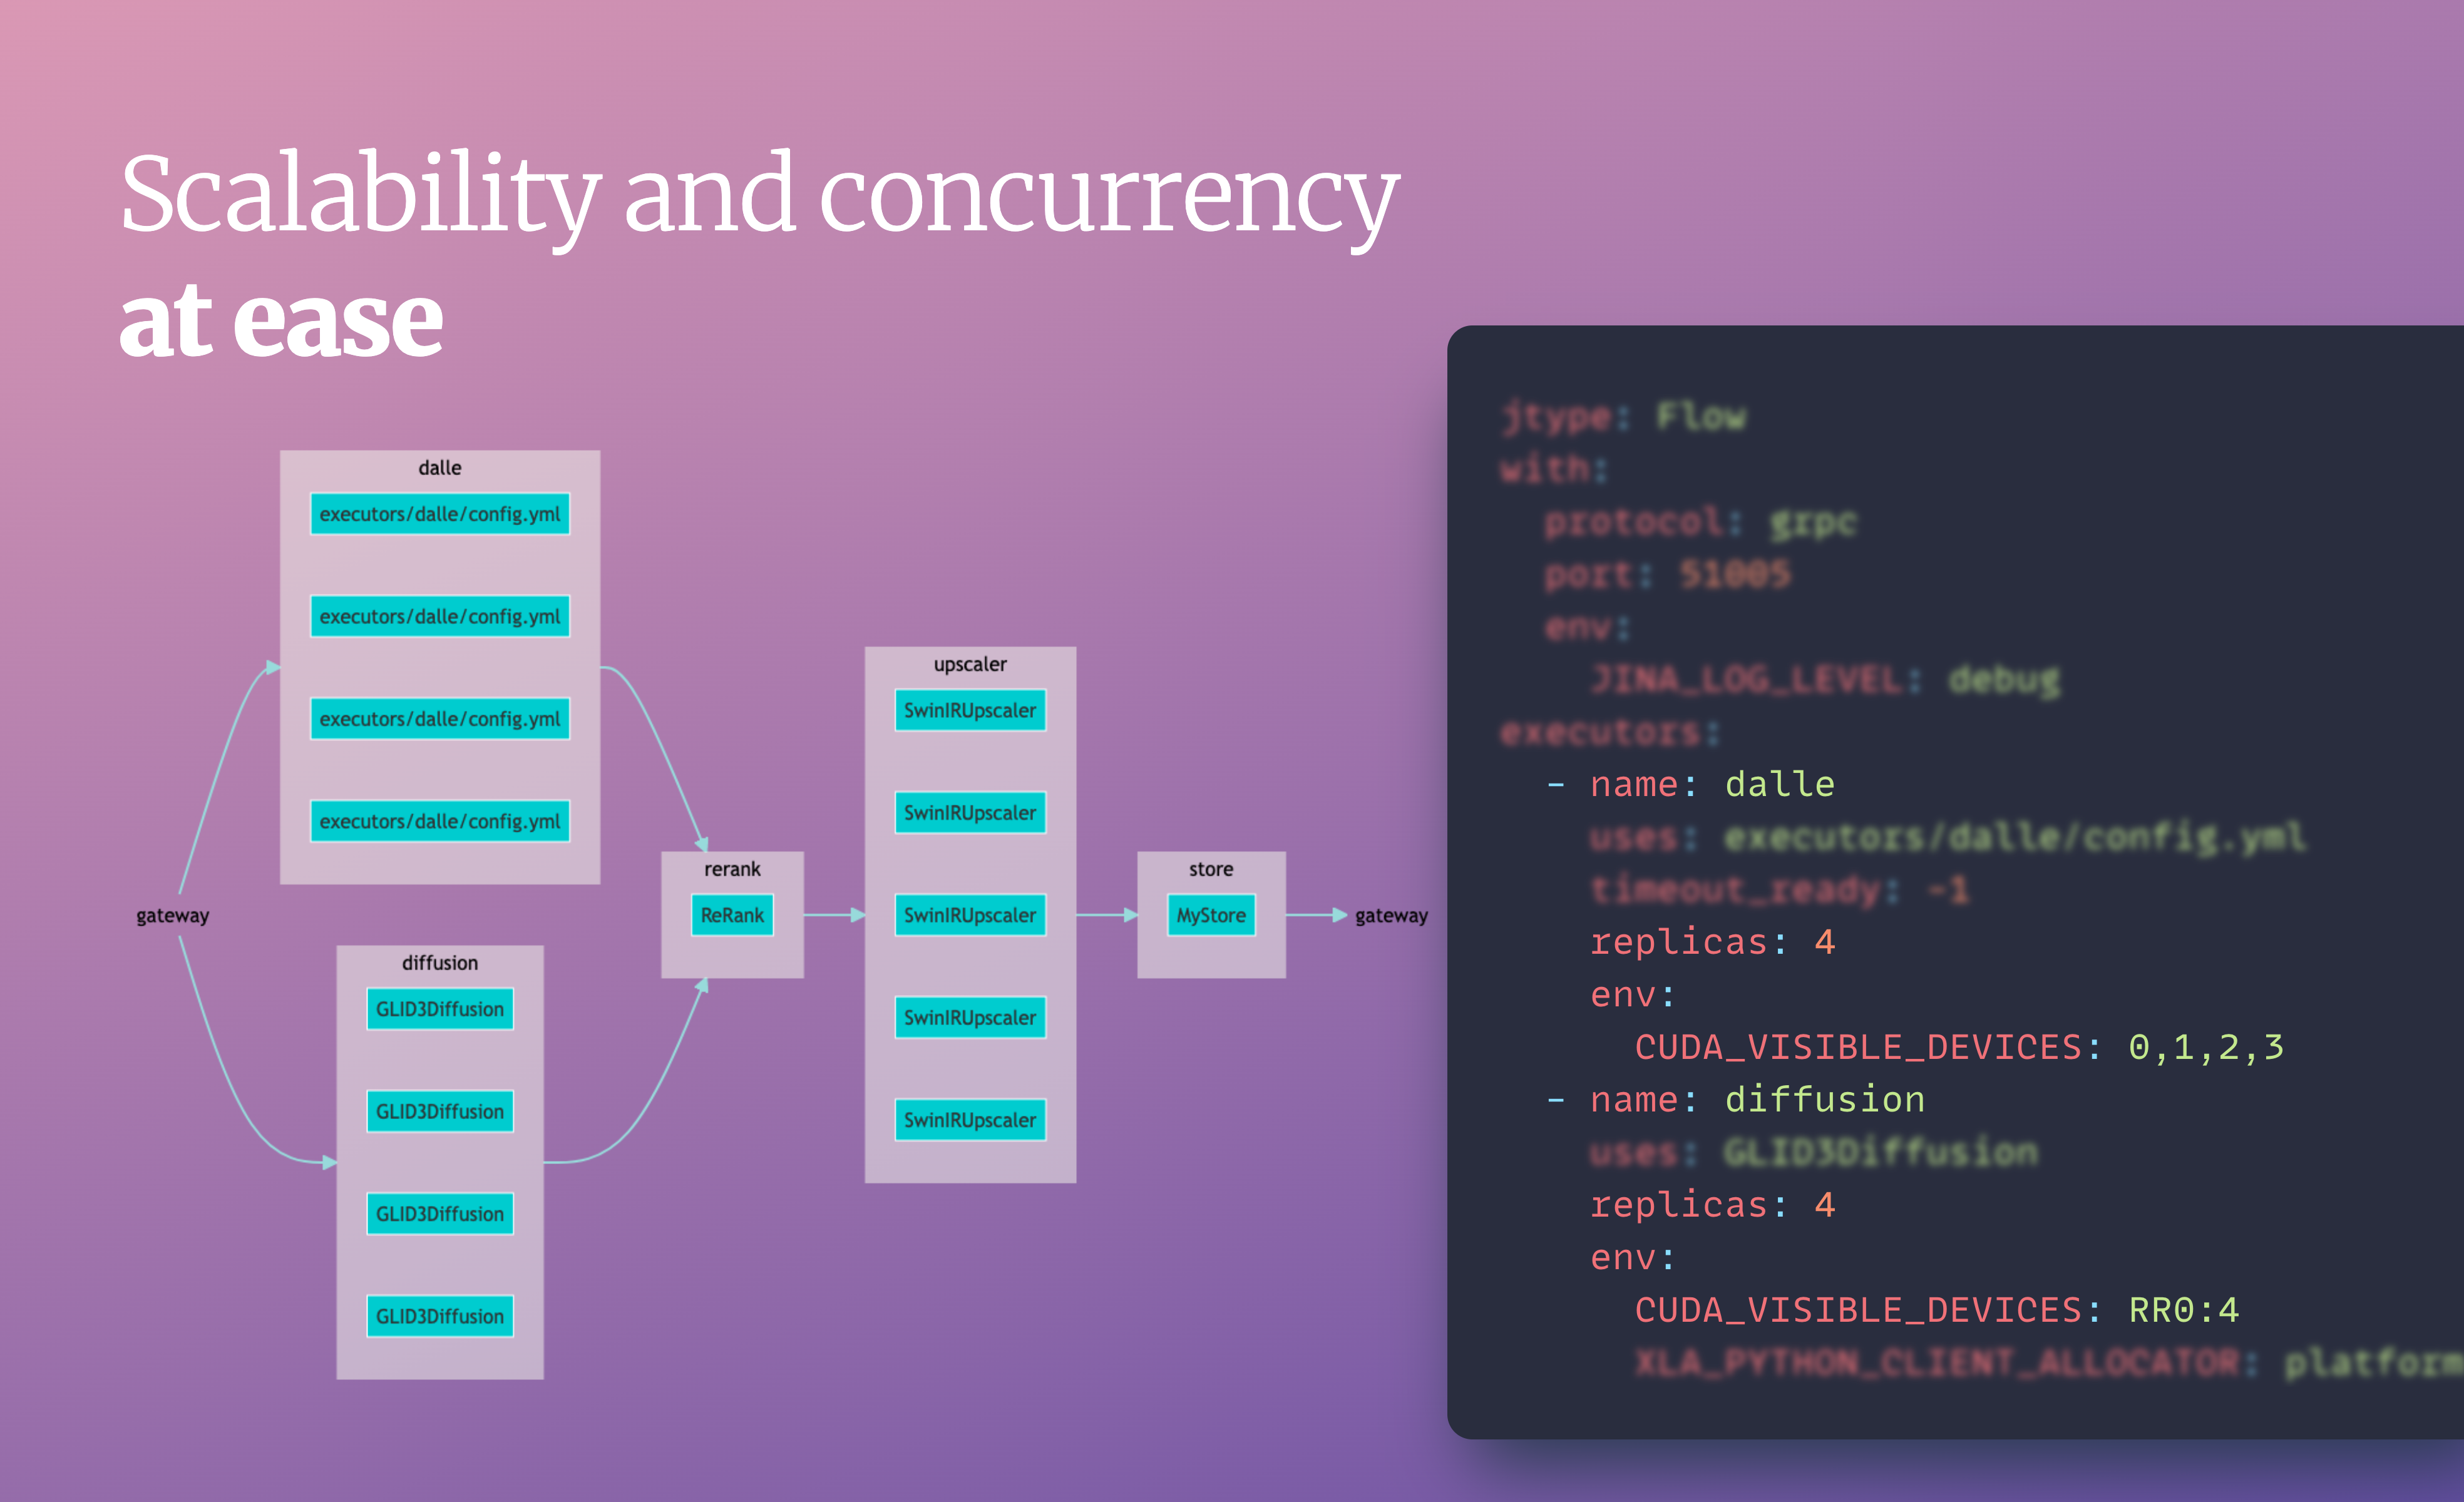 Scalability and concurrency
at ease
dalle
executors/dalle/config.yml
executors/dalle/config.yml
executors/dalle/config.yml
executors/dalle/config.yml
gateway
diffusion
GLID3Diffusion
GLID3Diffusion
GLID3Diffusion
GLID3Diffusion
rerank
ReRank
upscaler
SwinIRUpscaler
SwinIRUpscaler
SwinIRUpscaler
SwinIRUpscaler
SwinIRUpscaler
store
MyStore
gateway
jtype: Flow
with:
  protocol: grpc
  port: 51005
  env:
    JINA_LOG_LEVEL: debug
executors:
  - name: dalle
    uses: executors/dalle/config.yml
    timeout_ready: -1
    replicas: 4
    env:
      CUDA_VISIBLE_DEVICES: 0,1,2,3
  - name: diffusion
    uses: GLID3Diffusion
    replicas: 4
    env:
      CUDA_VISIBLE_DEVICES: RR0:4
      XLA_PYTHON_CLIENT_ALLOCATOR: platform